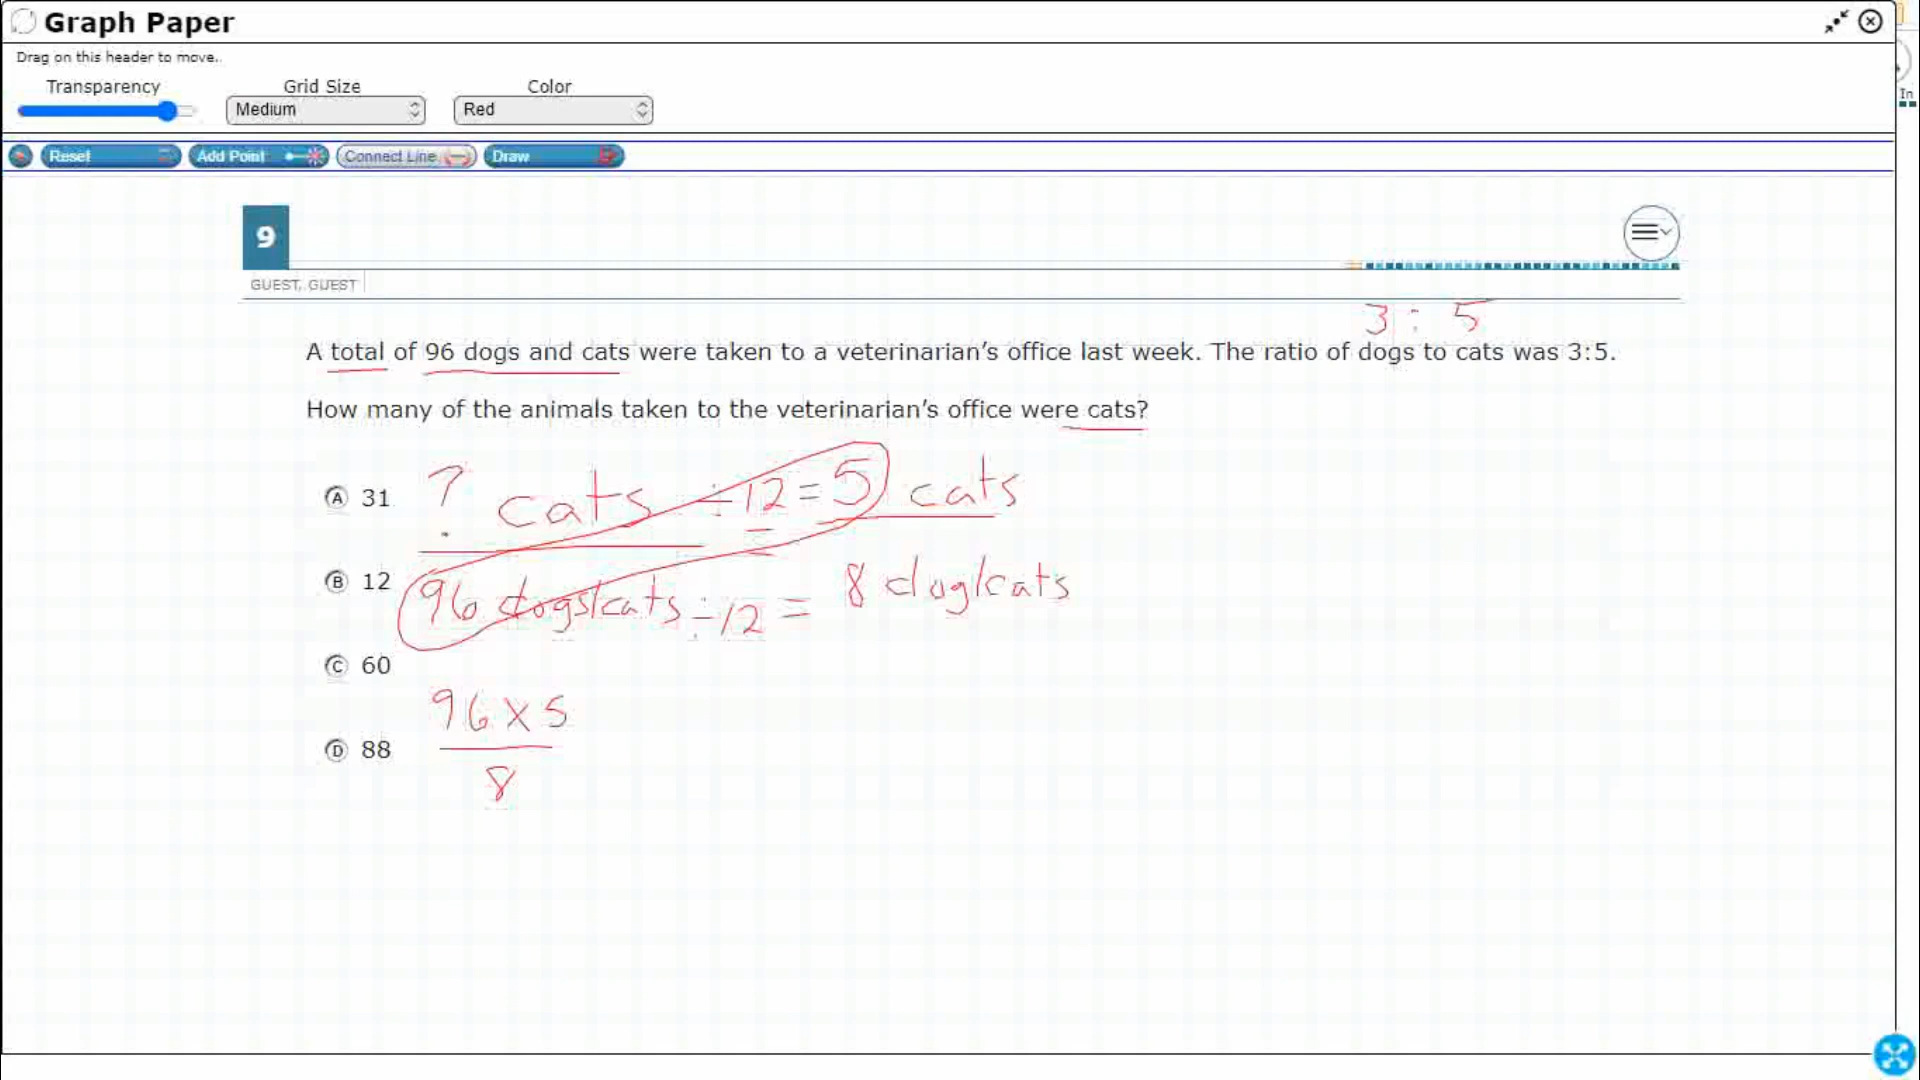 Graph Paper
Drag on this header to move..
Transparency Grid Size Color
Medium Red
In
Reset Add Point Connect Line Draw
9
GUEST, GUEST
3 : 5
A total of 96 dogs and cats were taken to a veterinarian's office last week. The ratio of dogs to cats was 3:5.
How many of the animals taken to the veterinarian's office were cats?
A 31
? cats ÷ 12 = 5 cats
B 12
96 dogs/cats ÷ 12 = 8 dog/cats
C 60
96 x 5
D 88
8